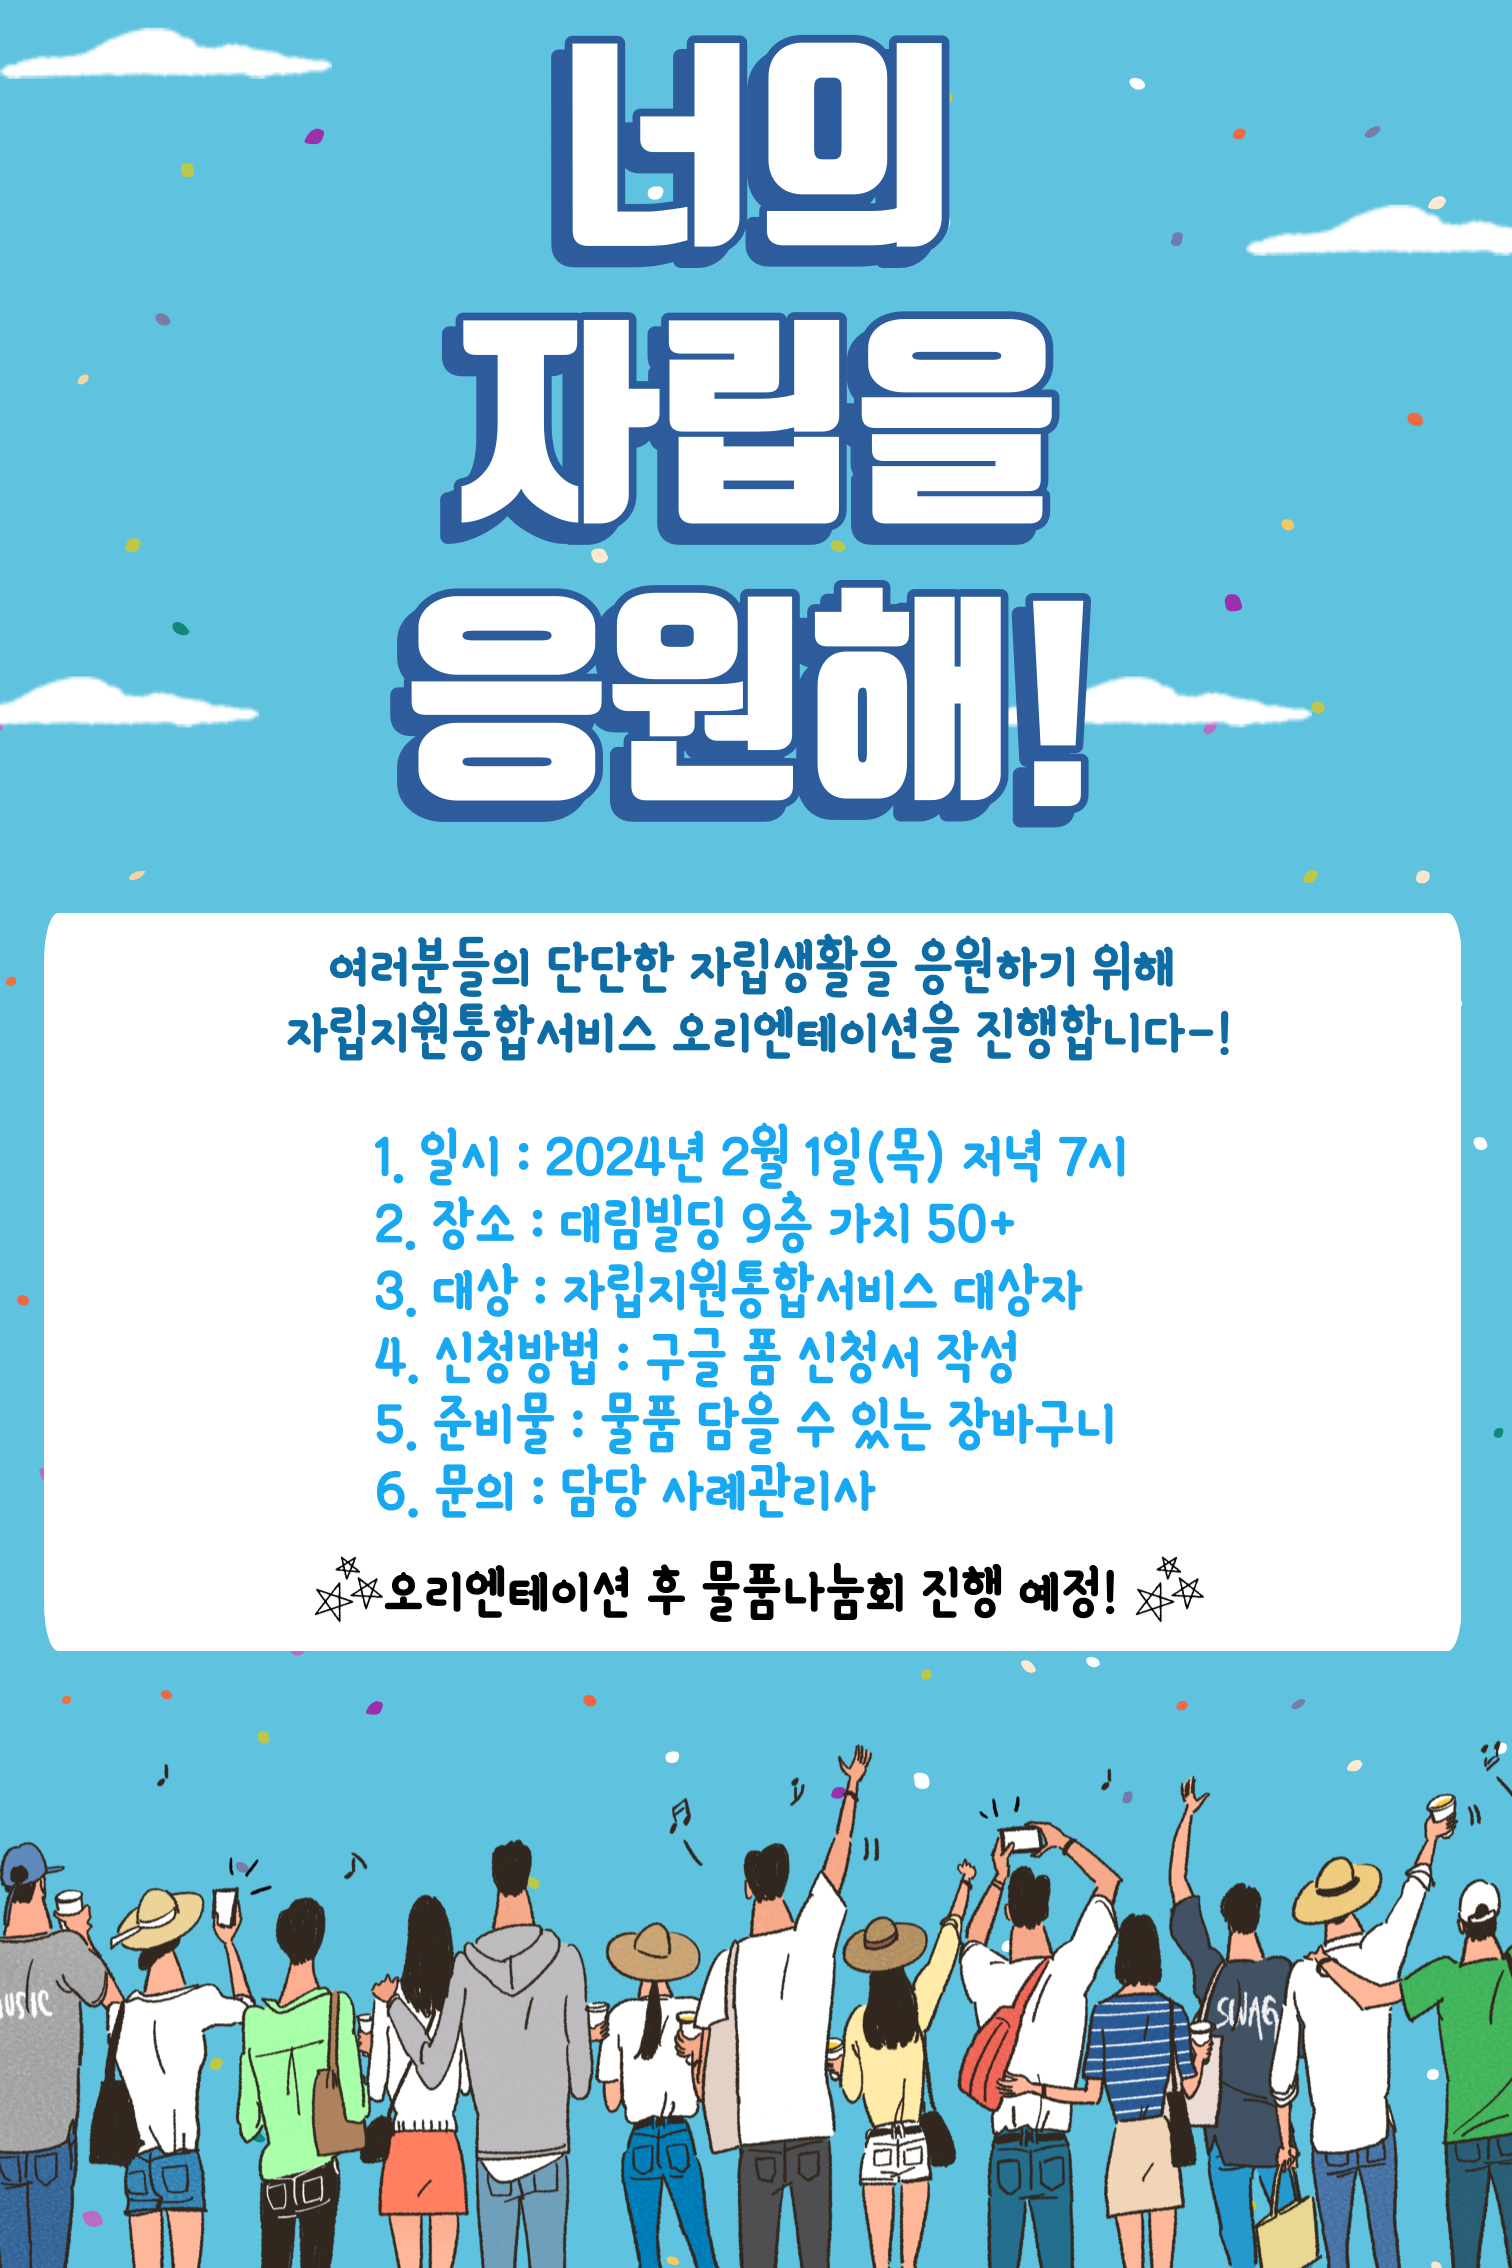 너의
자립을
응원해!
여러분들의 단단한 자립생활을 응원하기 위해
자립지원통합서비스 오리엔테이션을 진행합니다-!
1. 일시 : 2024년 2월 1일(목) 저녁 7시
2. 장소 : 대림빌딩 9층 가치 50+
3. 대상 : 자립지원통합서비스 대상자
4. 신청방법 : 구글 폼 신청서 작성
5. 준비물 : 물품 담을 수 있는 장바구니
6. 문의 : 담당 사례관리사
오리엔테이션 후 물품나눔회 진행 예정!
SWAG